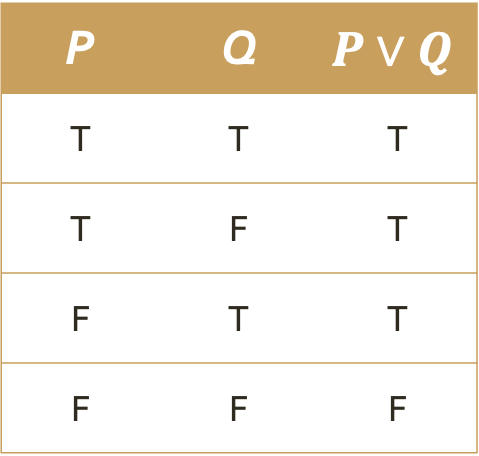 P Q P ∨ Q
T T T
T F T
F T T
F F F